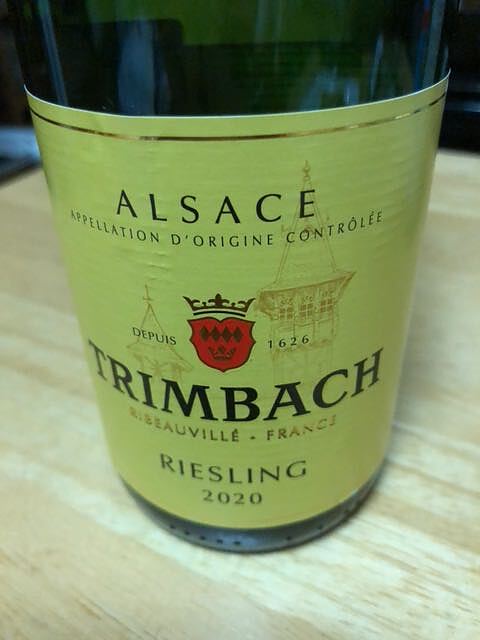 ALSACE
APPELLATION D'ORIGINE CONTRÔLÉE
DEPUIS 1626
TRIMBACH
RIBEAUVILLÉ - FRANCE
RIESLING
2020